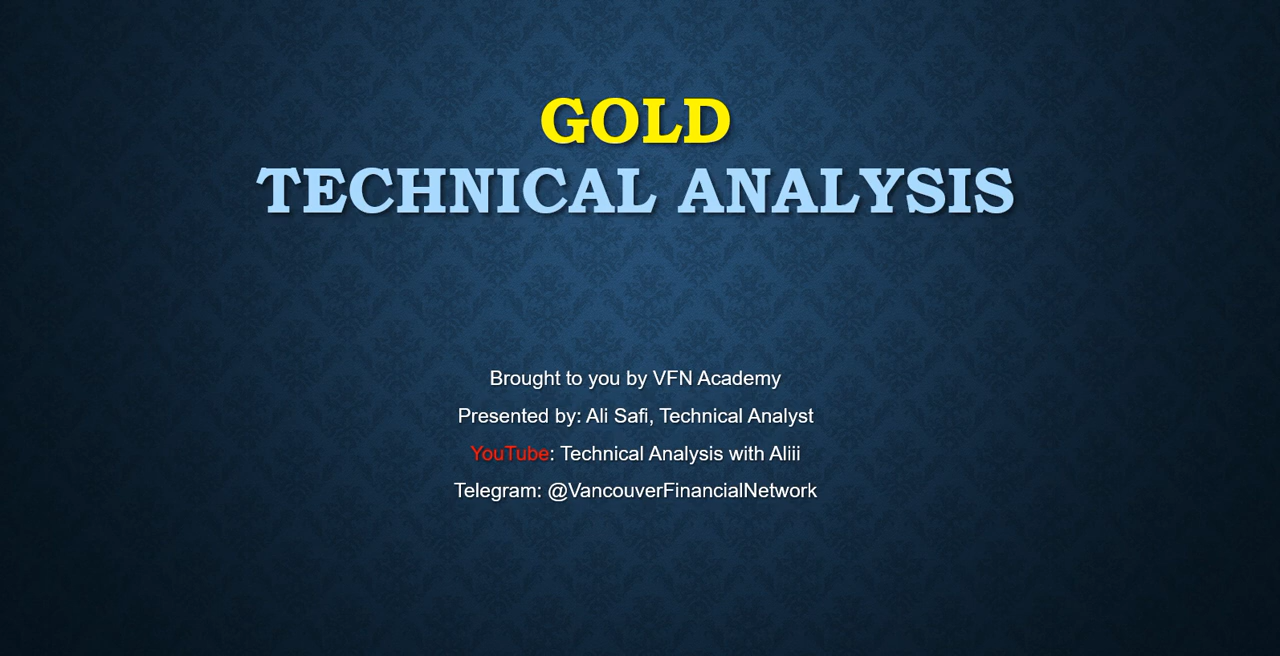 GOLD
TECHNICAL ANALYSIS
Brought to you by VFN Academy
Presented by: Ali Safi, Technical Analyst
YouTube: Technical Analysis with Aliii
Telegram: @VancouverFinancialNetwork